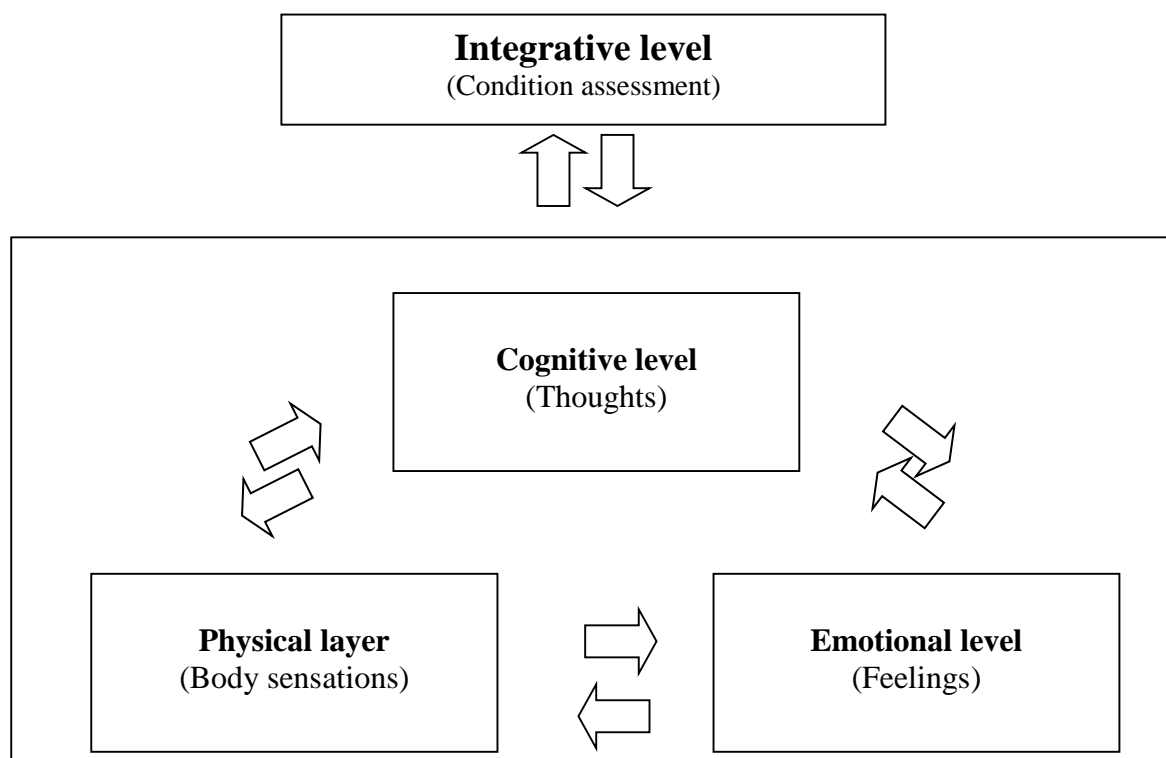 Integrative level
(Condition assessment)
Cognitive level
(Thoughts)
Physical layer
(Body sensations)
Emotional level
(Feelings)